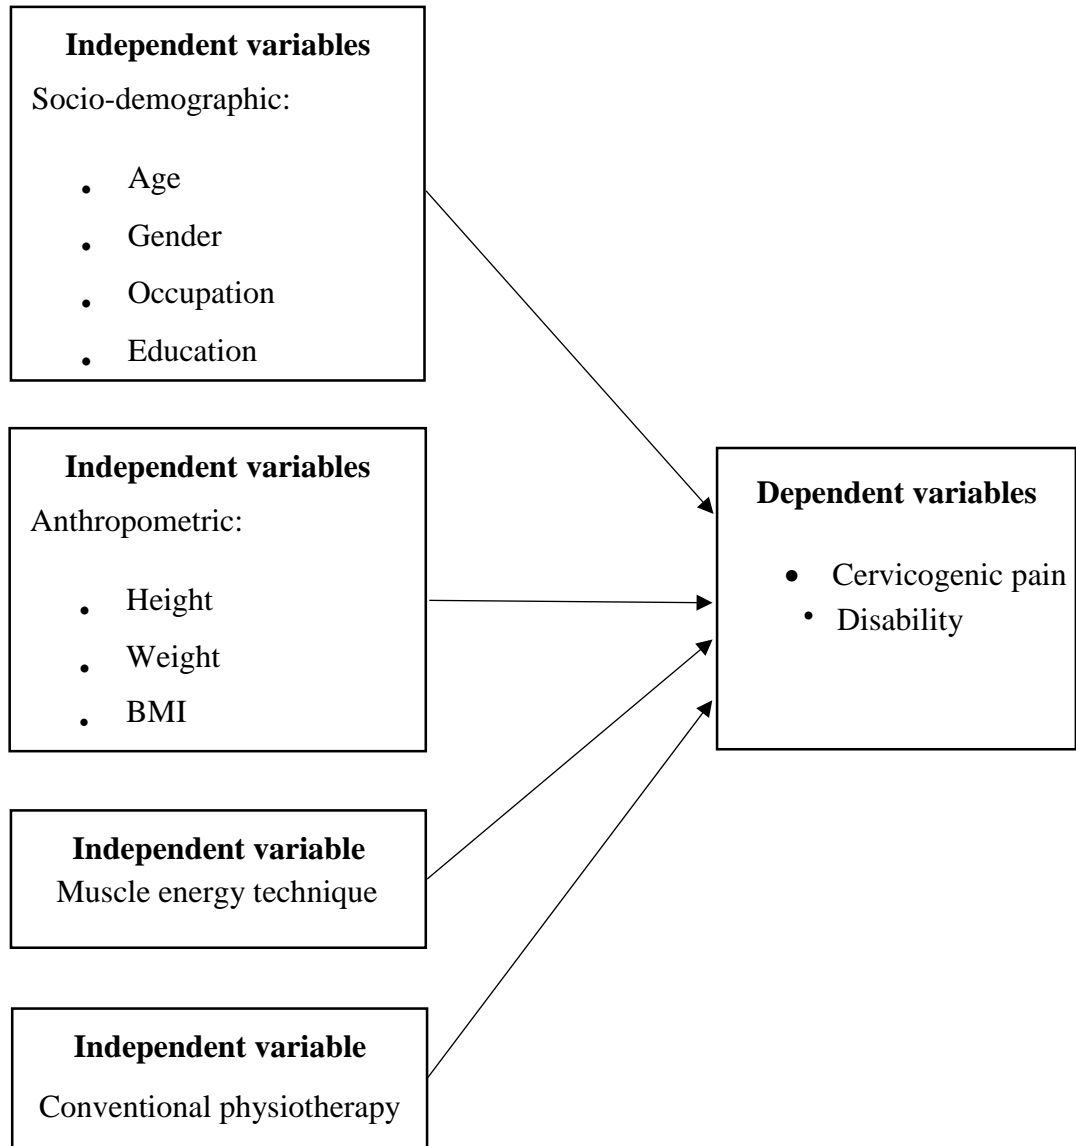 Independent variables
Socio-demographic:
• Age
• Gender
• Occupation
• Education
Independent variables
Anthropometric:
• Height
• Weight
• BMI
Independent variable
Muscle energy technique
Independent variable
Conventional physiotherapy
Dependent variables
• Cervicogenic pain
• Disability